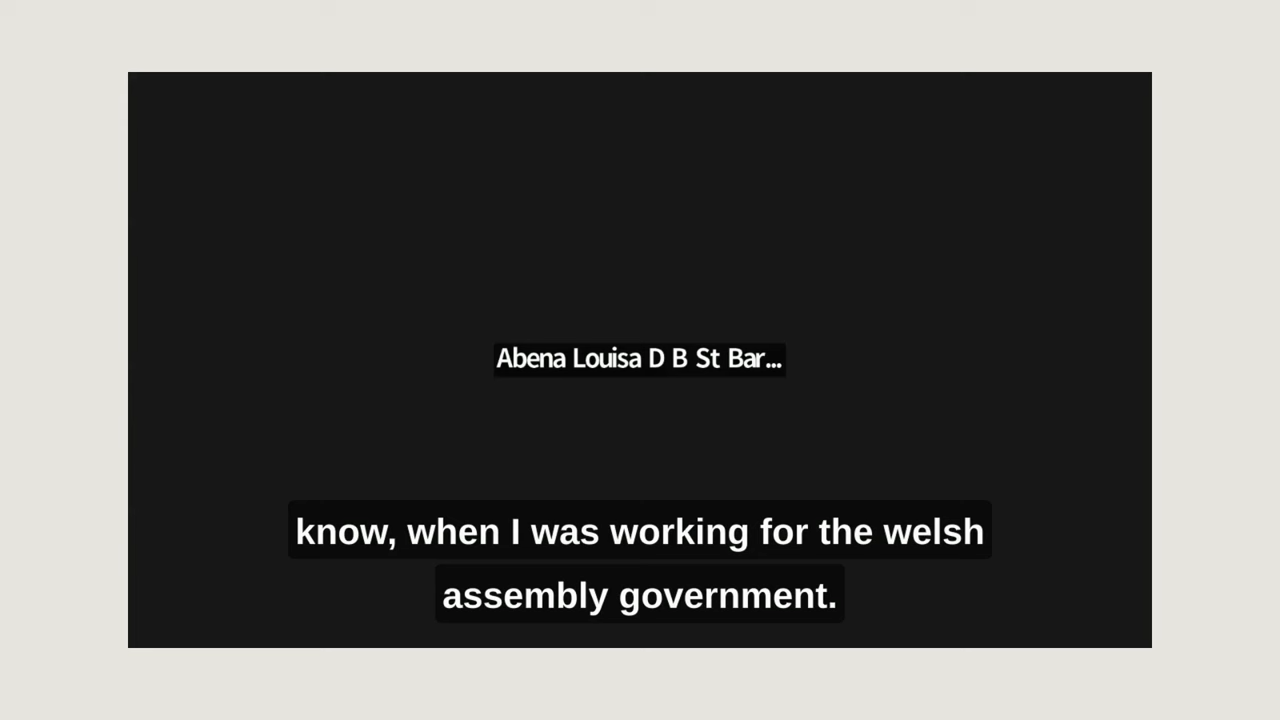 Abena Louisa D B St Bar...
know, when I was working for the welsh
assembly government.